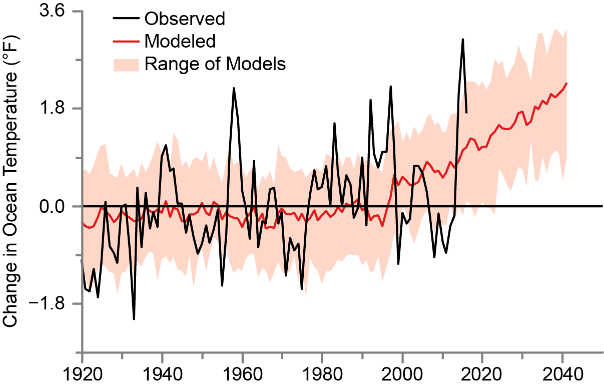 3.6
1.8
0.0
−1.8
Change in Ocean Temperature (°F)
Observed
Modeled
Range of Models
1920 1940 1960 1980 2000 2020 2040